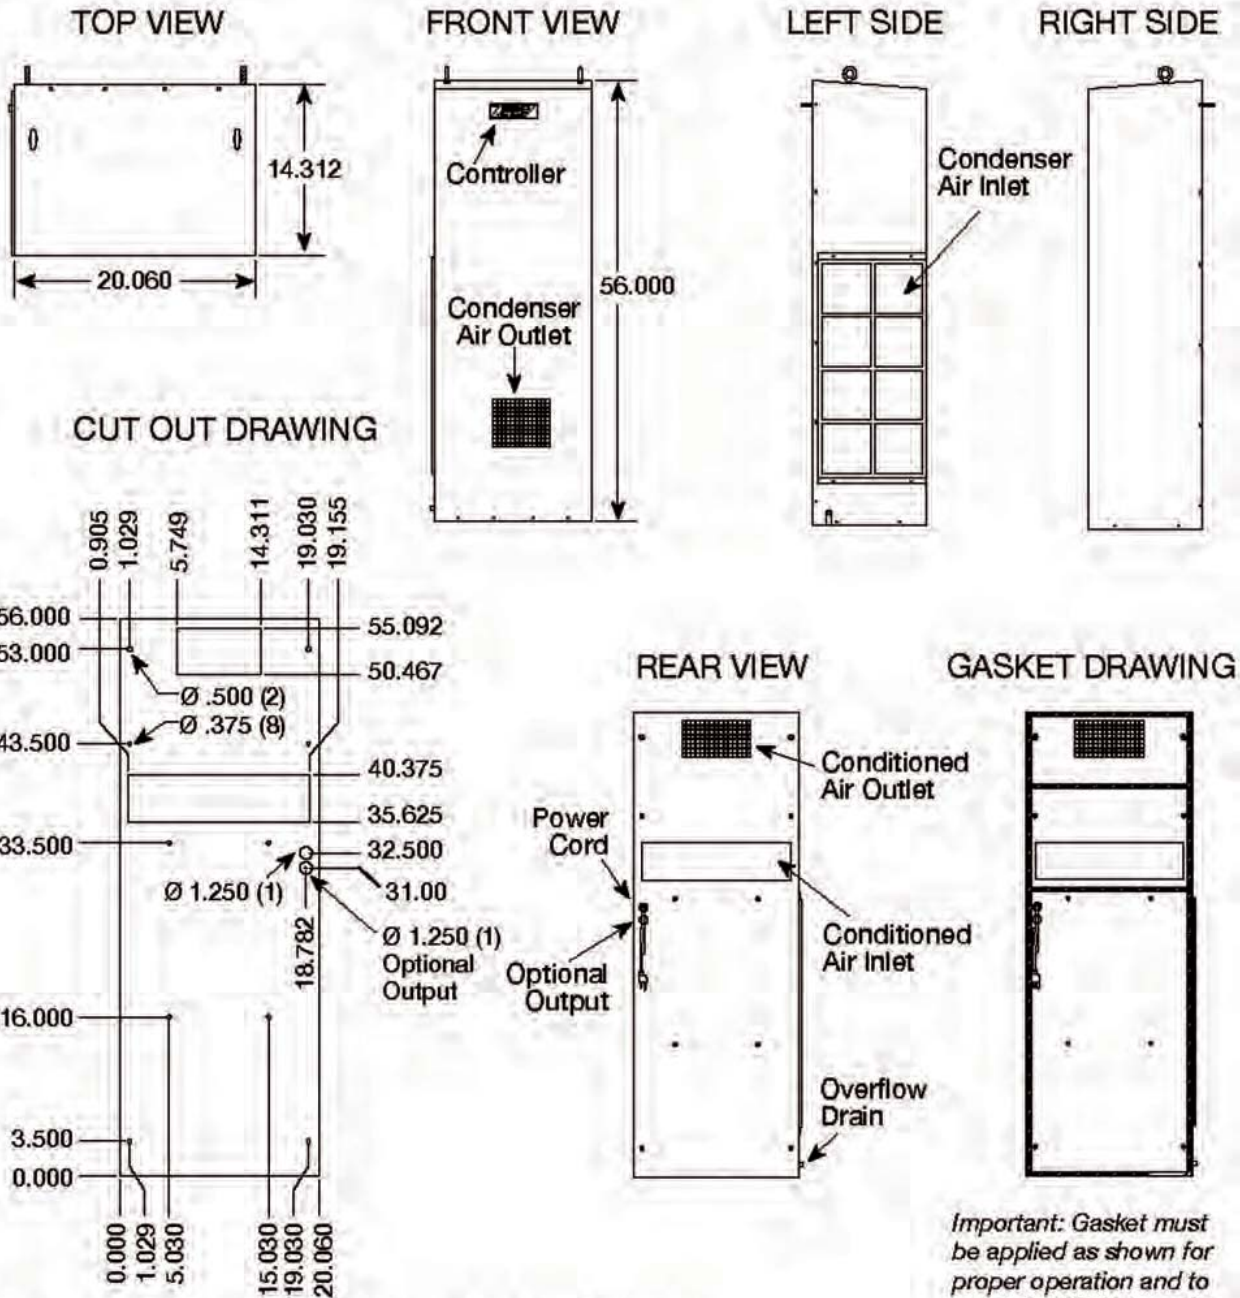 TOP VIEW
FRONT VIEW
LEFT SIDE
RIGHT SIDE
14.312
20.060
Controller
Condenser
Air Outlet
56.000
Condenser
Air Inlet
CUT OUT DRAWING
0.905
1.029
5.749
14.311
19.030
19.155
56.000
53.000
43.500
33.500
16.000
3.500
0.000
55.092
50.467
Ø .500 (2)
Ø .375 (8)
40.375
35.625
32.500
31.00
Ø 1.250 (1)
18.782
Ø 1.250 (1)
Optional
Output
0.000
1.029
5.030
15.030
19.030
20.060
REAR VIEW
Conditioned
Air Outlet
Power
Cord
Optional
Output
Conditioned
Air Inlet
Overflow
Drain
GASKET DRAWING
Important: Gasket must
be applied as shown for
proper operation and to